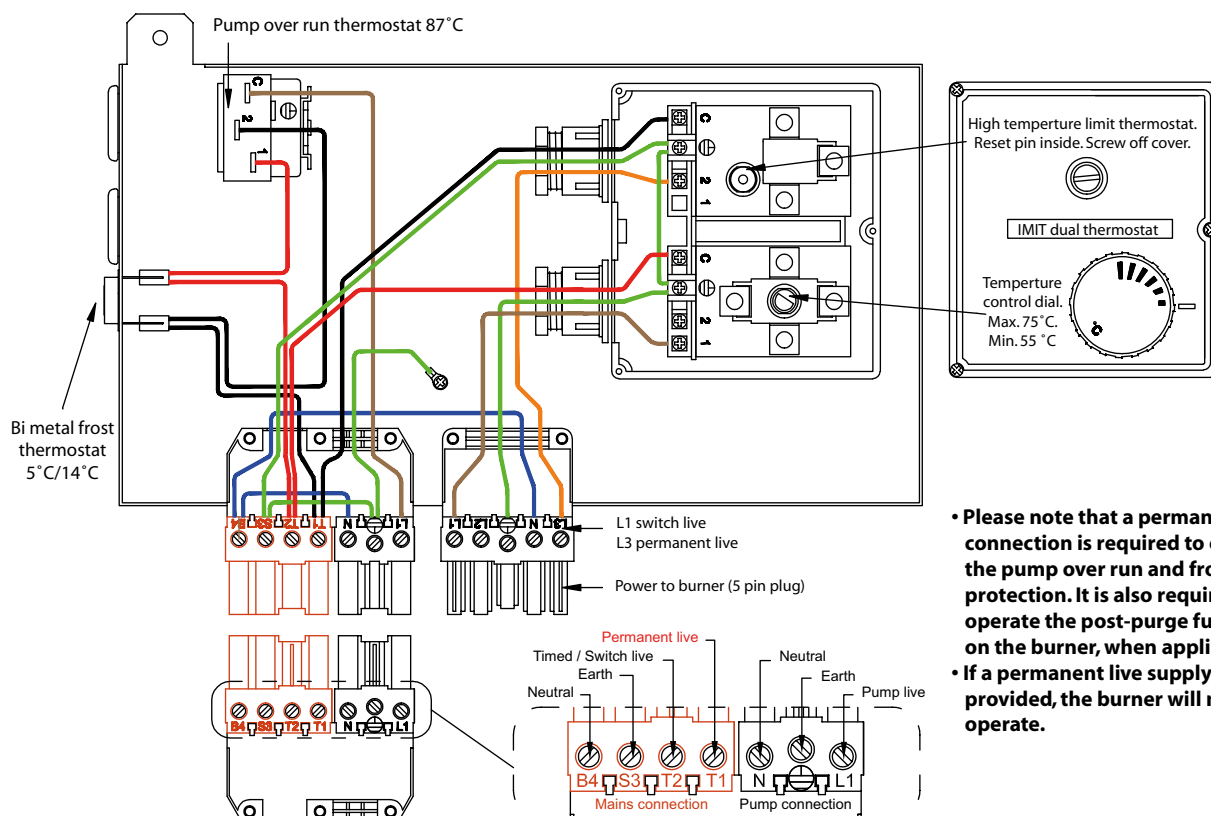 Pump over run thermostat 87˚C
C
2
1
C
2
1
C
2
1
High temperture limit thermostat.
Reset pin inside. Screw off cover.
IMIT dual thermostat
Temperture
control dial.
Max. 75˚C.
Min. 55 ˚C
˚C
Bi metal frost
thermostat
5˚C/14˚C
B4 S3 T2 T1 N L1
L1 L2 N L3
L1 switch live
L3 permanent live
Power to burner (5 pin plug)
B4 S3 T2 T1 N L1
Permanent live
Timed / Switch live
Earth
Neutral
Neutral
Earth
Pump live
B4 S3 T2 T1 N L1
Mains connection
Pump connection
• Please note that a perman
connection is required to
the pump over run and fro
protection. It is also requir
operate the post-purge fu
on the burner, when appli
• If a permanent live supply
provided, the burner will
operate.